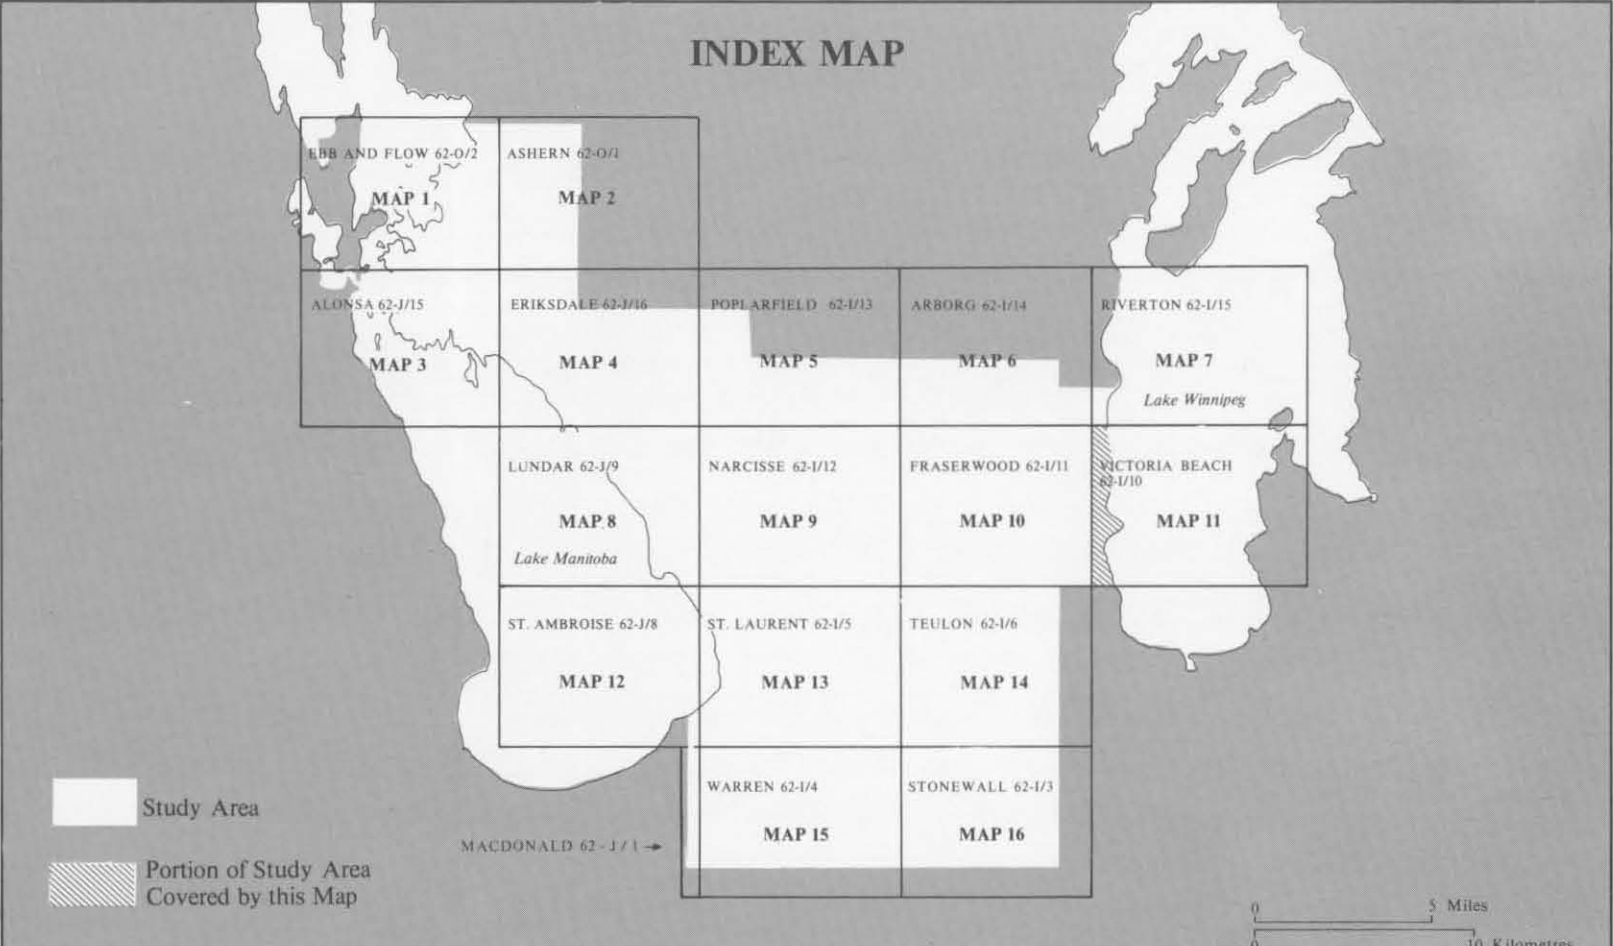 INDEX MAP
EBB AND FLOW 62-O/2
MAP 1
ASHERN 62-O/1
MAP 2
ALONSA 62-J/15
MAP 3
ERIKSDALE 62-J/16
MAP 4
POPLARFIELD 62-I/13
MAP 5
ARBORG 62-I/14
MAP 6
RIVERTON 62-I/15
MAP 7
Lake Winnipeg
LUNDAR 62-J/9
MAP 8
Lake Manitoba
NARCISSE 62-I/12
MAP 9
FRASERWOOD 62-I/11
MAP 10
VICTORIA BEACH
62-I/10
MAP 11
ST. AMBROISE 62-J/8
MAP 12
ST. LAURENT 62-I/5
MAP 13
TEULON 62-I/6
MAP 14
WARREN 62-I/4
MAP 15
STONEWALL 62-I/3
MAP 16
MACDONALD 62-J/1
Study Area
Portion of Study Area
Covered by this Map
0 5 Miles
0 10 Kilometres